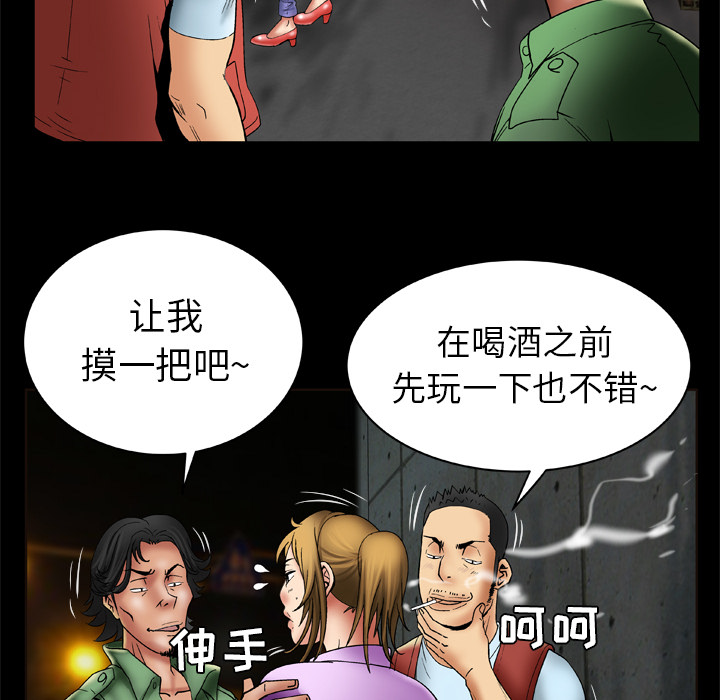 让我
摸一把吧~
在喝酒之前
先玩一下也不错~
伸手
呵呵